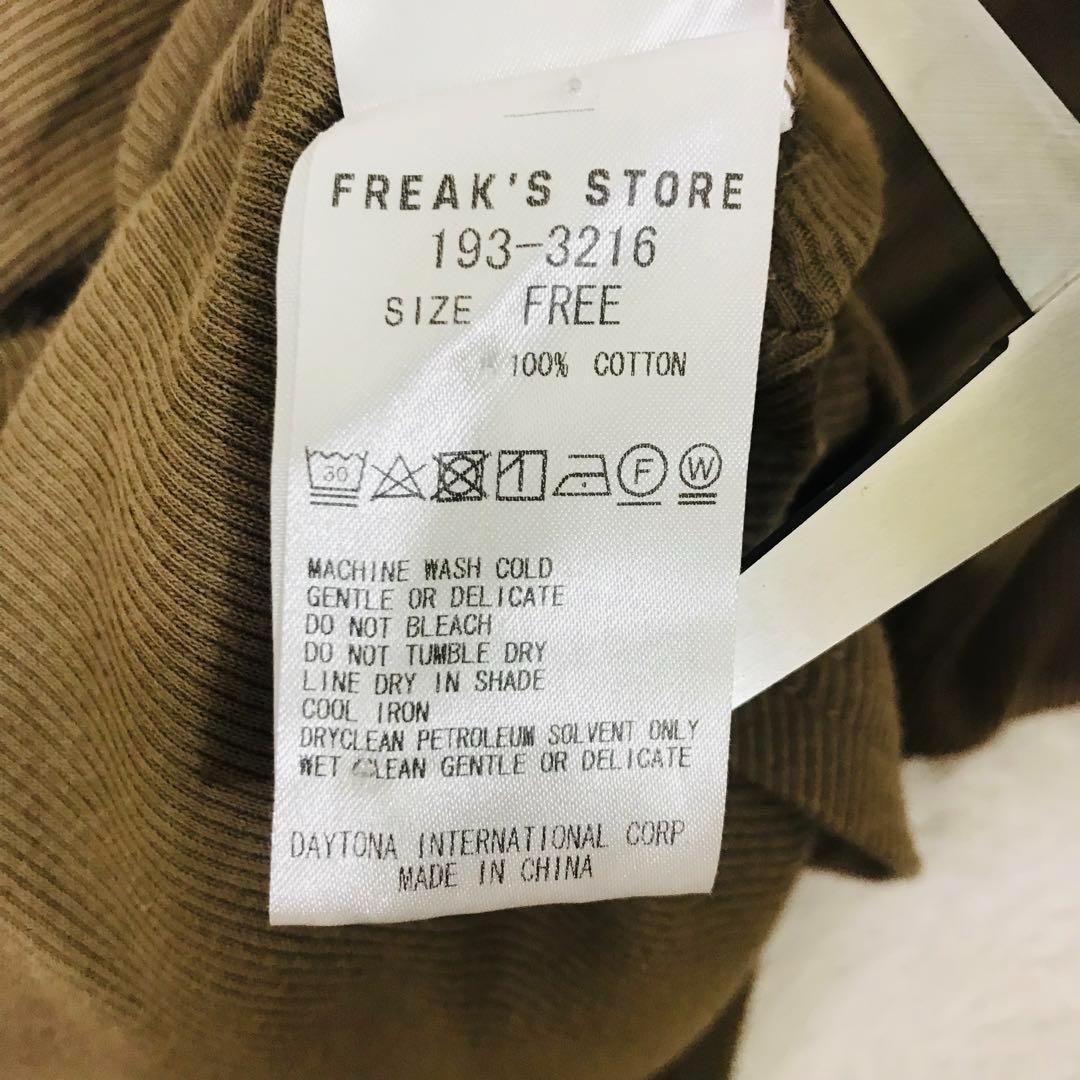 FREAK'S STORE
193-3216
SIZE FREE
100% COTTON
30 F W
MACHINE WASH COLD
GENTLE OR DELICATE
DO NOT BLEACH
DO NOT TUMBLE DRY
LINE DRY IN SHADE
COOL IRON
DRYCLEAN PETROLEUM SOLVENT ONLY
WET CLEAN GENTLE OR DELICATE
DAYTONA INTERNATIONAL CORP
MADE IN CHINA